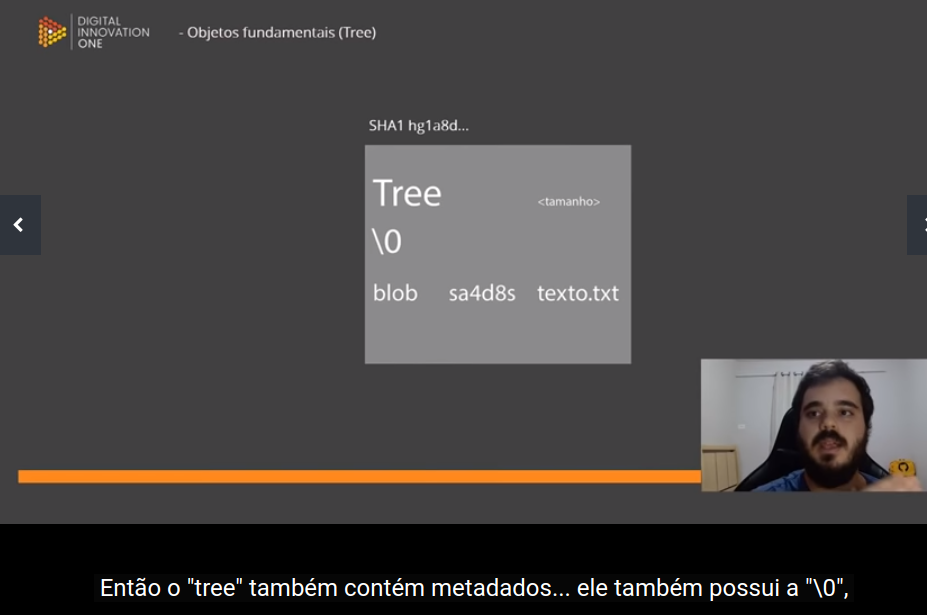 DIGITAL
INNOVATION
ONE
- Objetos fundamentais (Tree)
SHA1 hg1a8d...
Tree <tamanho>
\0
blob sa4d8s texto.txt
Então o "tree" também contém metadados... ele também possui a "\0",